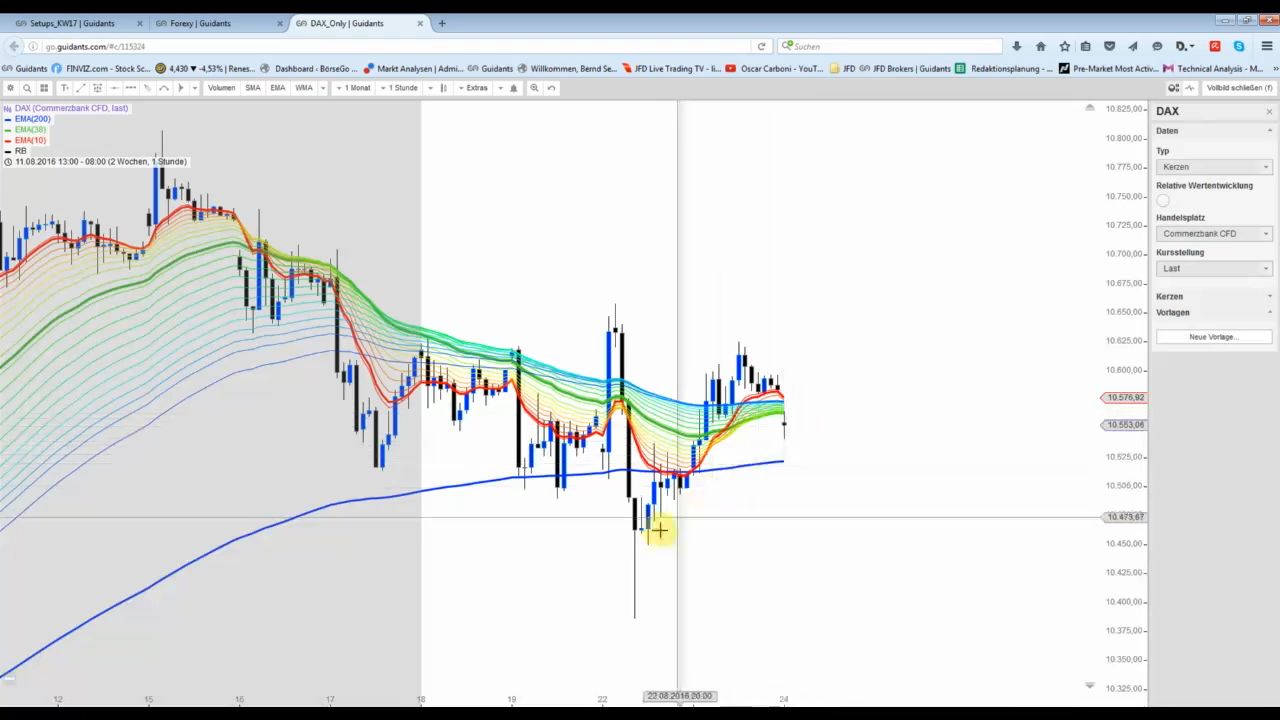 Setups_KW17 | Guidants
Forexy | Guidants
DAX_Only | Guidants
go.guidants.com/#c/115324
Suchen
Guidants
FINVIZ.com - Stock Sc...
4,430 ▼ -4,53% | Renes...
Dashboard - BörseGo ...
Markt Analysen | Admi...
Guidants
Willkommen, Bernd Se...
JFD Live Trading TV - li...
Oscar Carboni - YouT...
JFD
JFD Brokers | Guidants
Redaktionsplanung - ...
Pre-Market Most Activ...
Technical Analysis - M...
Volumen
SMA
EMA
WMA
1 Monat
1 Stunde
Extras
Vollbild schließen (f)
DAX (Commerzbank CFD, last)
EMA(200)
EMA(38)
EMA(10)
RB
11.08.2016 13:00 - 08:00 (2 Wochen, 1 Stunde)
10.825,00
10.800,00
10.775,00
10.750,00
10.725,00
10.700,00
10.675,00
10.650,00
10.625,00
10.600,00
10.576,92
10.553,06
10.525,00
10.500,00
10.473,67
10.450,00
10.425,00
10.400,00
10.375,00
10.350,00
10.325,00
12
15
16
17
18
19
22
22.08.2016 20:00
24
DAX
Daten
Typ
Kerzen
Relative Wertentwicklung
Handelsplatz
Commerzbank CFD
Kursstellung
Last
Kerzen
Vorlagen
Neue Vorlage...